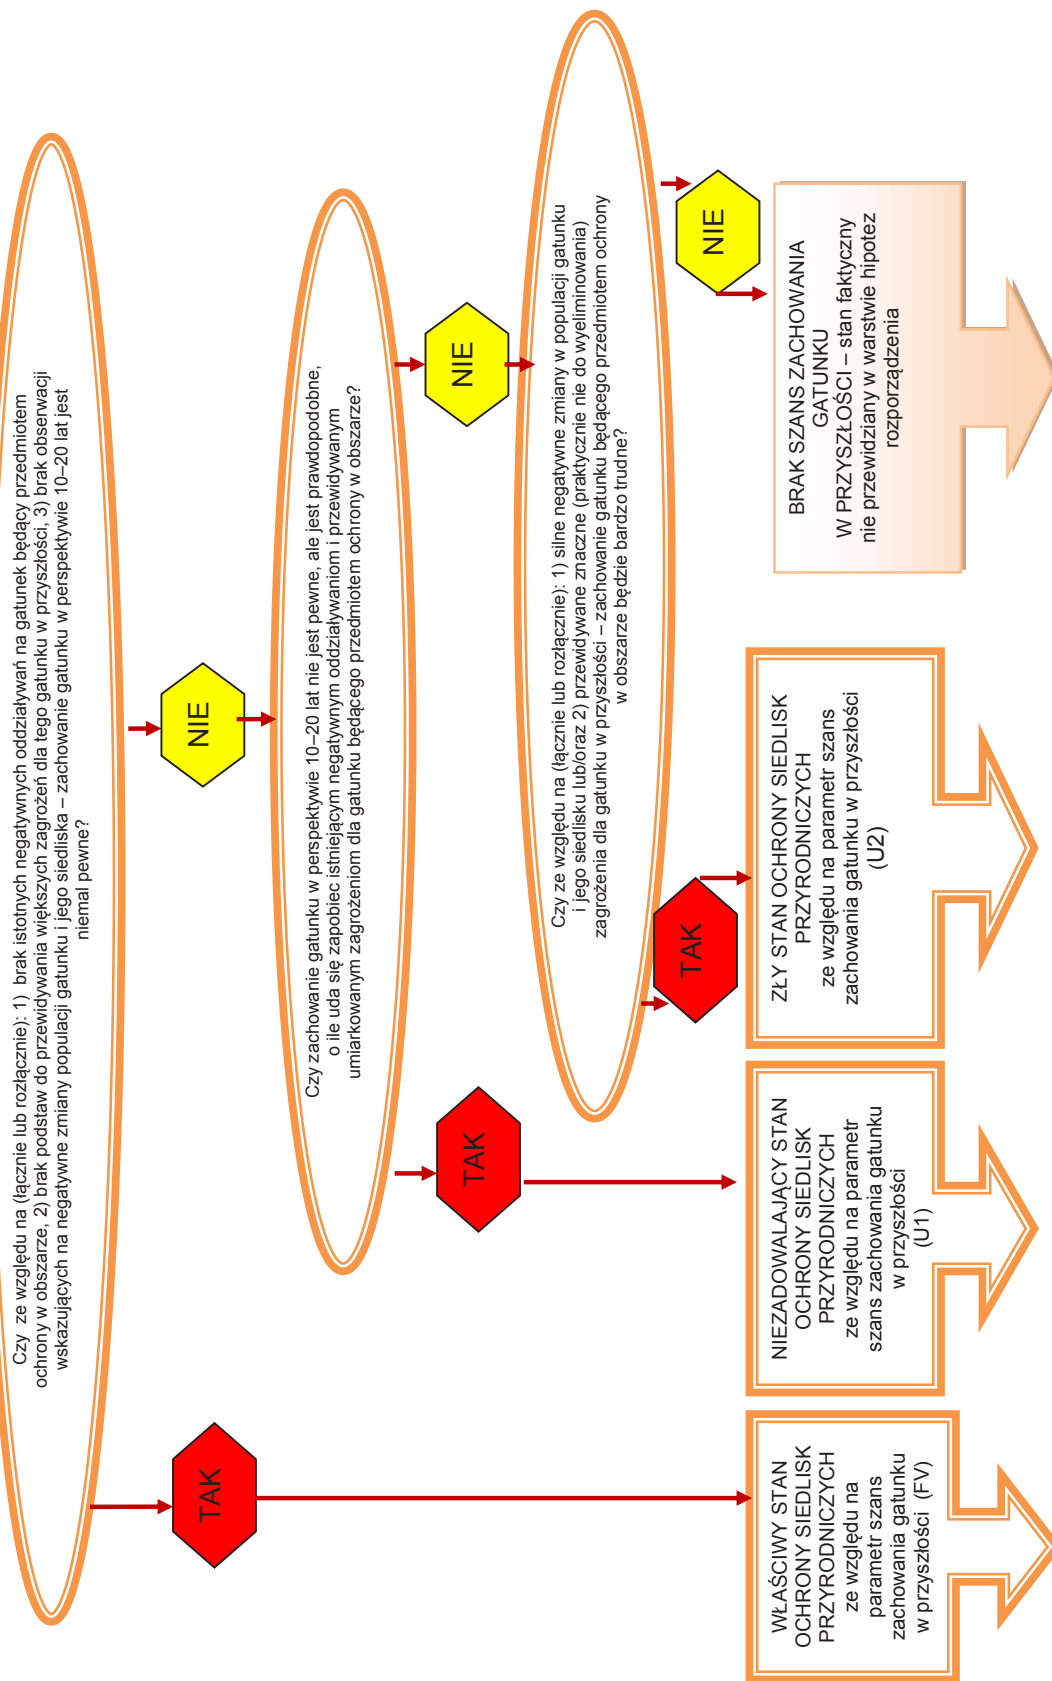 Czy ze względu na (łącznie lub rozłącznie): 1) brak istotnych negatywnych oddziaływań na gatunek będący przedmiotem
ochrony w obszarze, 2) brak podstaw do przewidywania większych zagrożeń dla tego gatunku w przyszłości, 3) brak obserwacji
wskazujących na negatywne zmiany populacji gatunku i jego siedliska – zachowanie gatunku w perspektywie 10–20 lat jest
niemal pewne?
TAK
NIE
Czy zachowanie gatunku w perspektywie 10–20 lat nie jest pewne, ale jest prawdopodobne,
o ile uda się zapobiec istniejącym negatywnym oddziaływaniom i przewidywanym
umiarkowanym zagrożeniom dla gatunku będącego przedmiotem ochrony w obszarze?
TAK
NIE
Czy ze względu na (łącznie lub rozłącznie): 1) silne negatywne zmiany w populacji gatunku
i jego siedlisku lub/oraz 2) przewidywane znaczne (praktycznie nie do wyeliminowania)
zagrożenia dla gatunku w przyszłości – zachowanie gatunku będącego przedmiotem ochrony
w obszarze będzie bardzo trudne?
TAK
NIE
WŁAŚCIWY STAN
OCHRONY SIEDLISK
PRZYRODNICZYCH
ze względu na
parametr szans
zachowania gatunku
w przyszłości (FV)
NIEZADOWALAJĄCY STAN
OCHRONY SIEDLISK
PRZYRODNICZYCH
ze względu na parametr
szans zachowania gatunku
w przyszłości
(U1)
ZŁY STAN OCHRONY SIEDLISK
PRZYRODNICZYCH
ze względu na parametr szans
zachowania gatunku w przyszłości
(U2)
BRAK SZANS ZACHOWANIA
GATUNKU
W PRZYSZŁOŚCI – stan faktyczny
nie przewidziany w warstwie hipotez
rozporządzenia